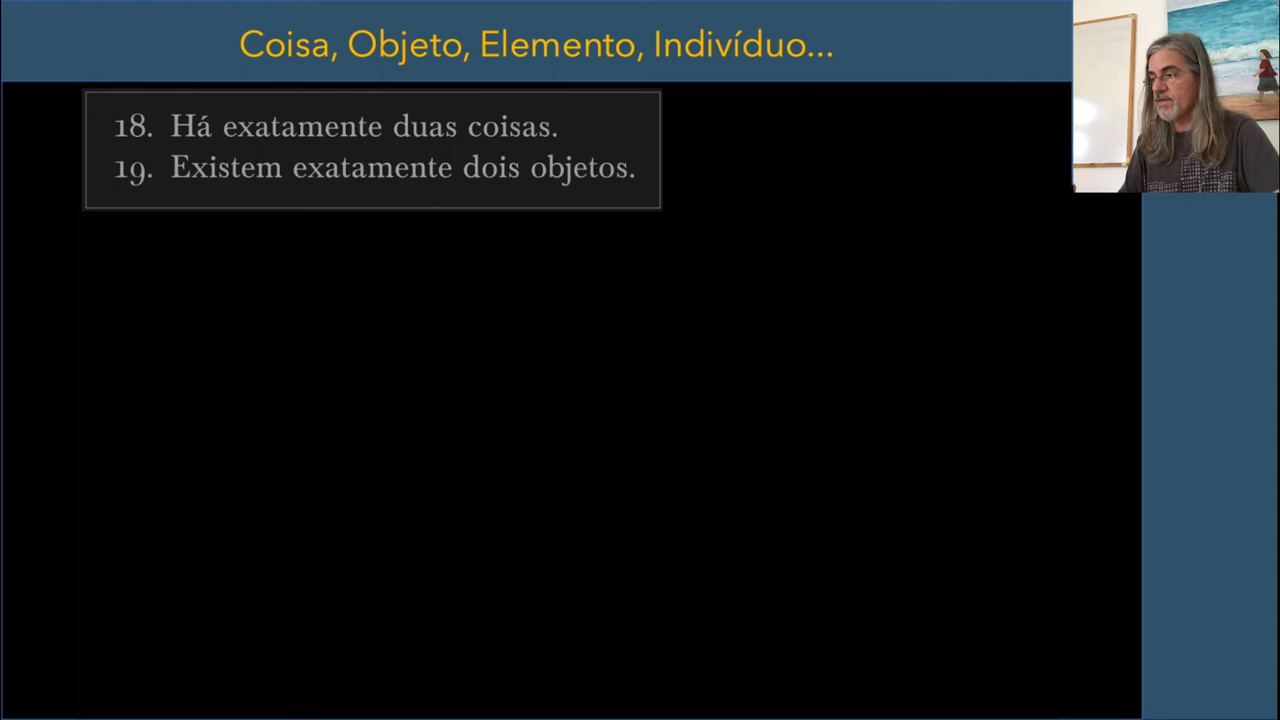 Coisa, Objeto, Elemento, Indivíduo...
18. Há exatamente duas coisas.
19. Existem exatamente dois objetos.